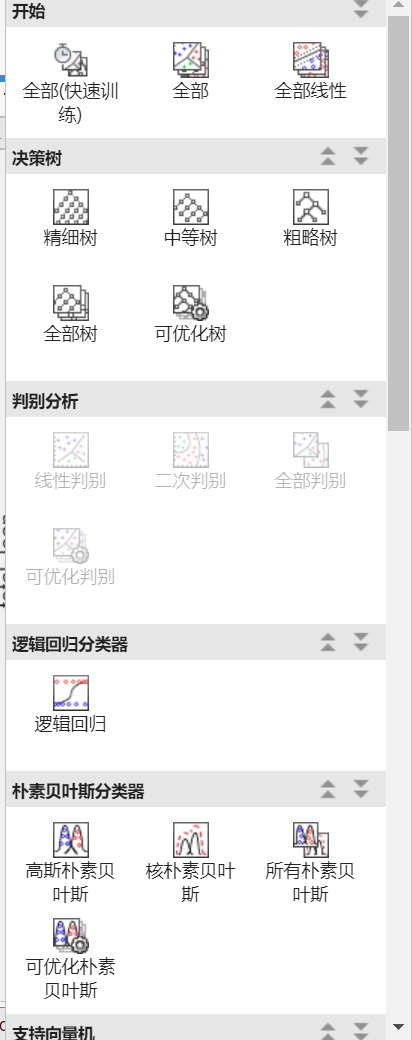 开始
全部(快速训 全部 全部线性
练)
决策树
精细树 中等树 粗略树
全部树 可优化树
判别分析
线性判别 二次判别 全部判别
可优化判别
逻辑回归分类器
逻辑回归
朴素贝叶斯分类器
高斯朴素贝 核朴素贝叶 所有朴素贝
叶斯 斯 叶斯
可优化朴素
贝叶斯
支持向量机